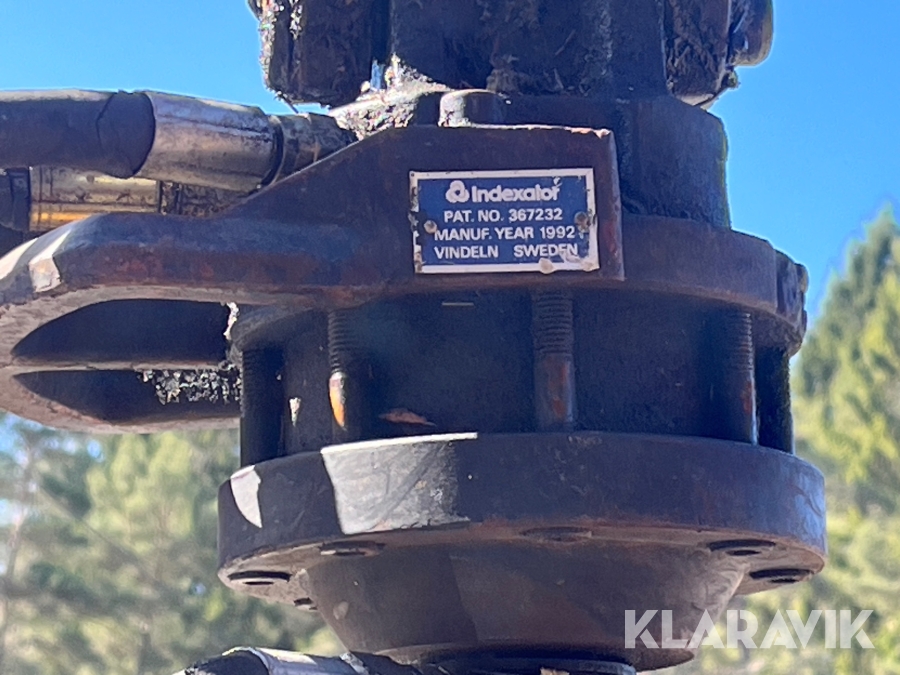 Indexator
PAT. NO. 367232
MANUF. YEAR 1992
VINDELN SWEDEN
KLARAVIK